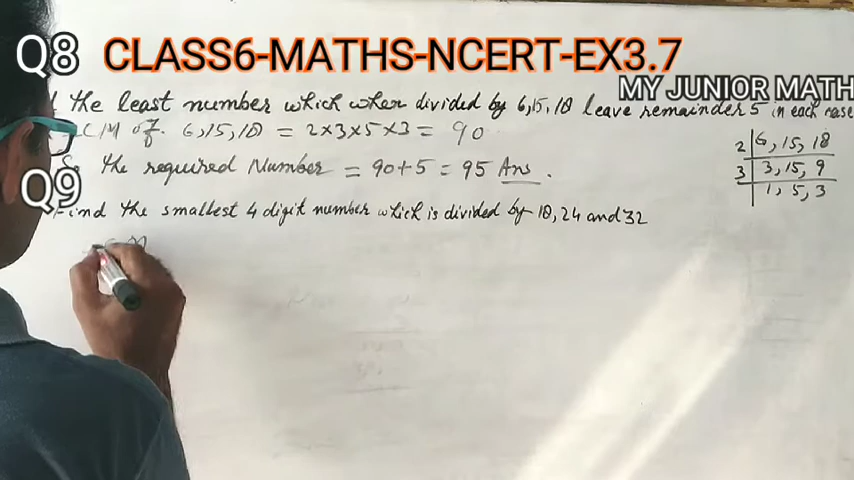 Q8 CLASS6-MATHS-NCERT-EX3.7
MY JUNIOR MATH
the least number which when divided by 6,15,18 leave remainder 5 in each case
CM of 6,15,18 = 2×3×5×3 = 90
So the required Number = 90+5 = 95 Ans.
2 6, 15, 18
3 3, 15, 9
1, 5, 3
Q9
Find the smallest 4 digit number which is divided by 18, 24 and 32